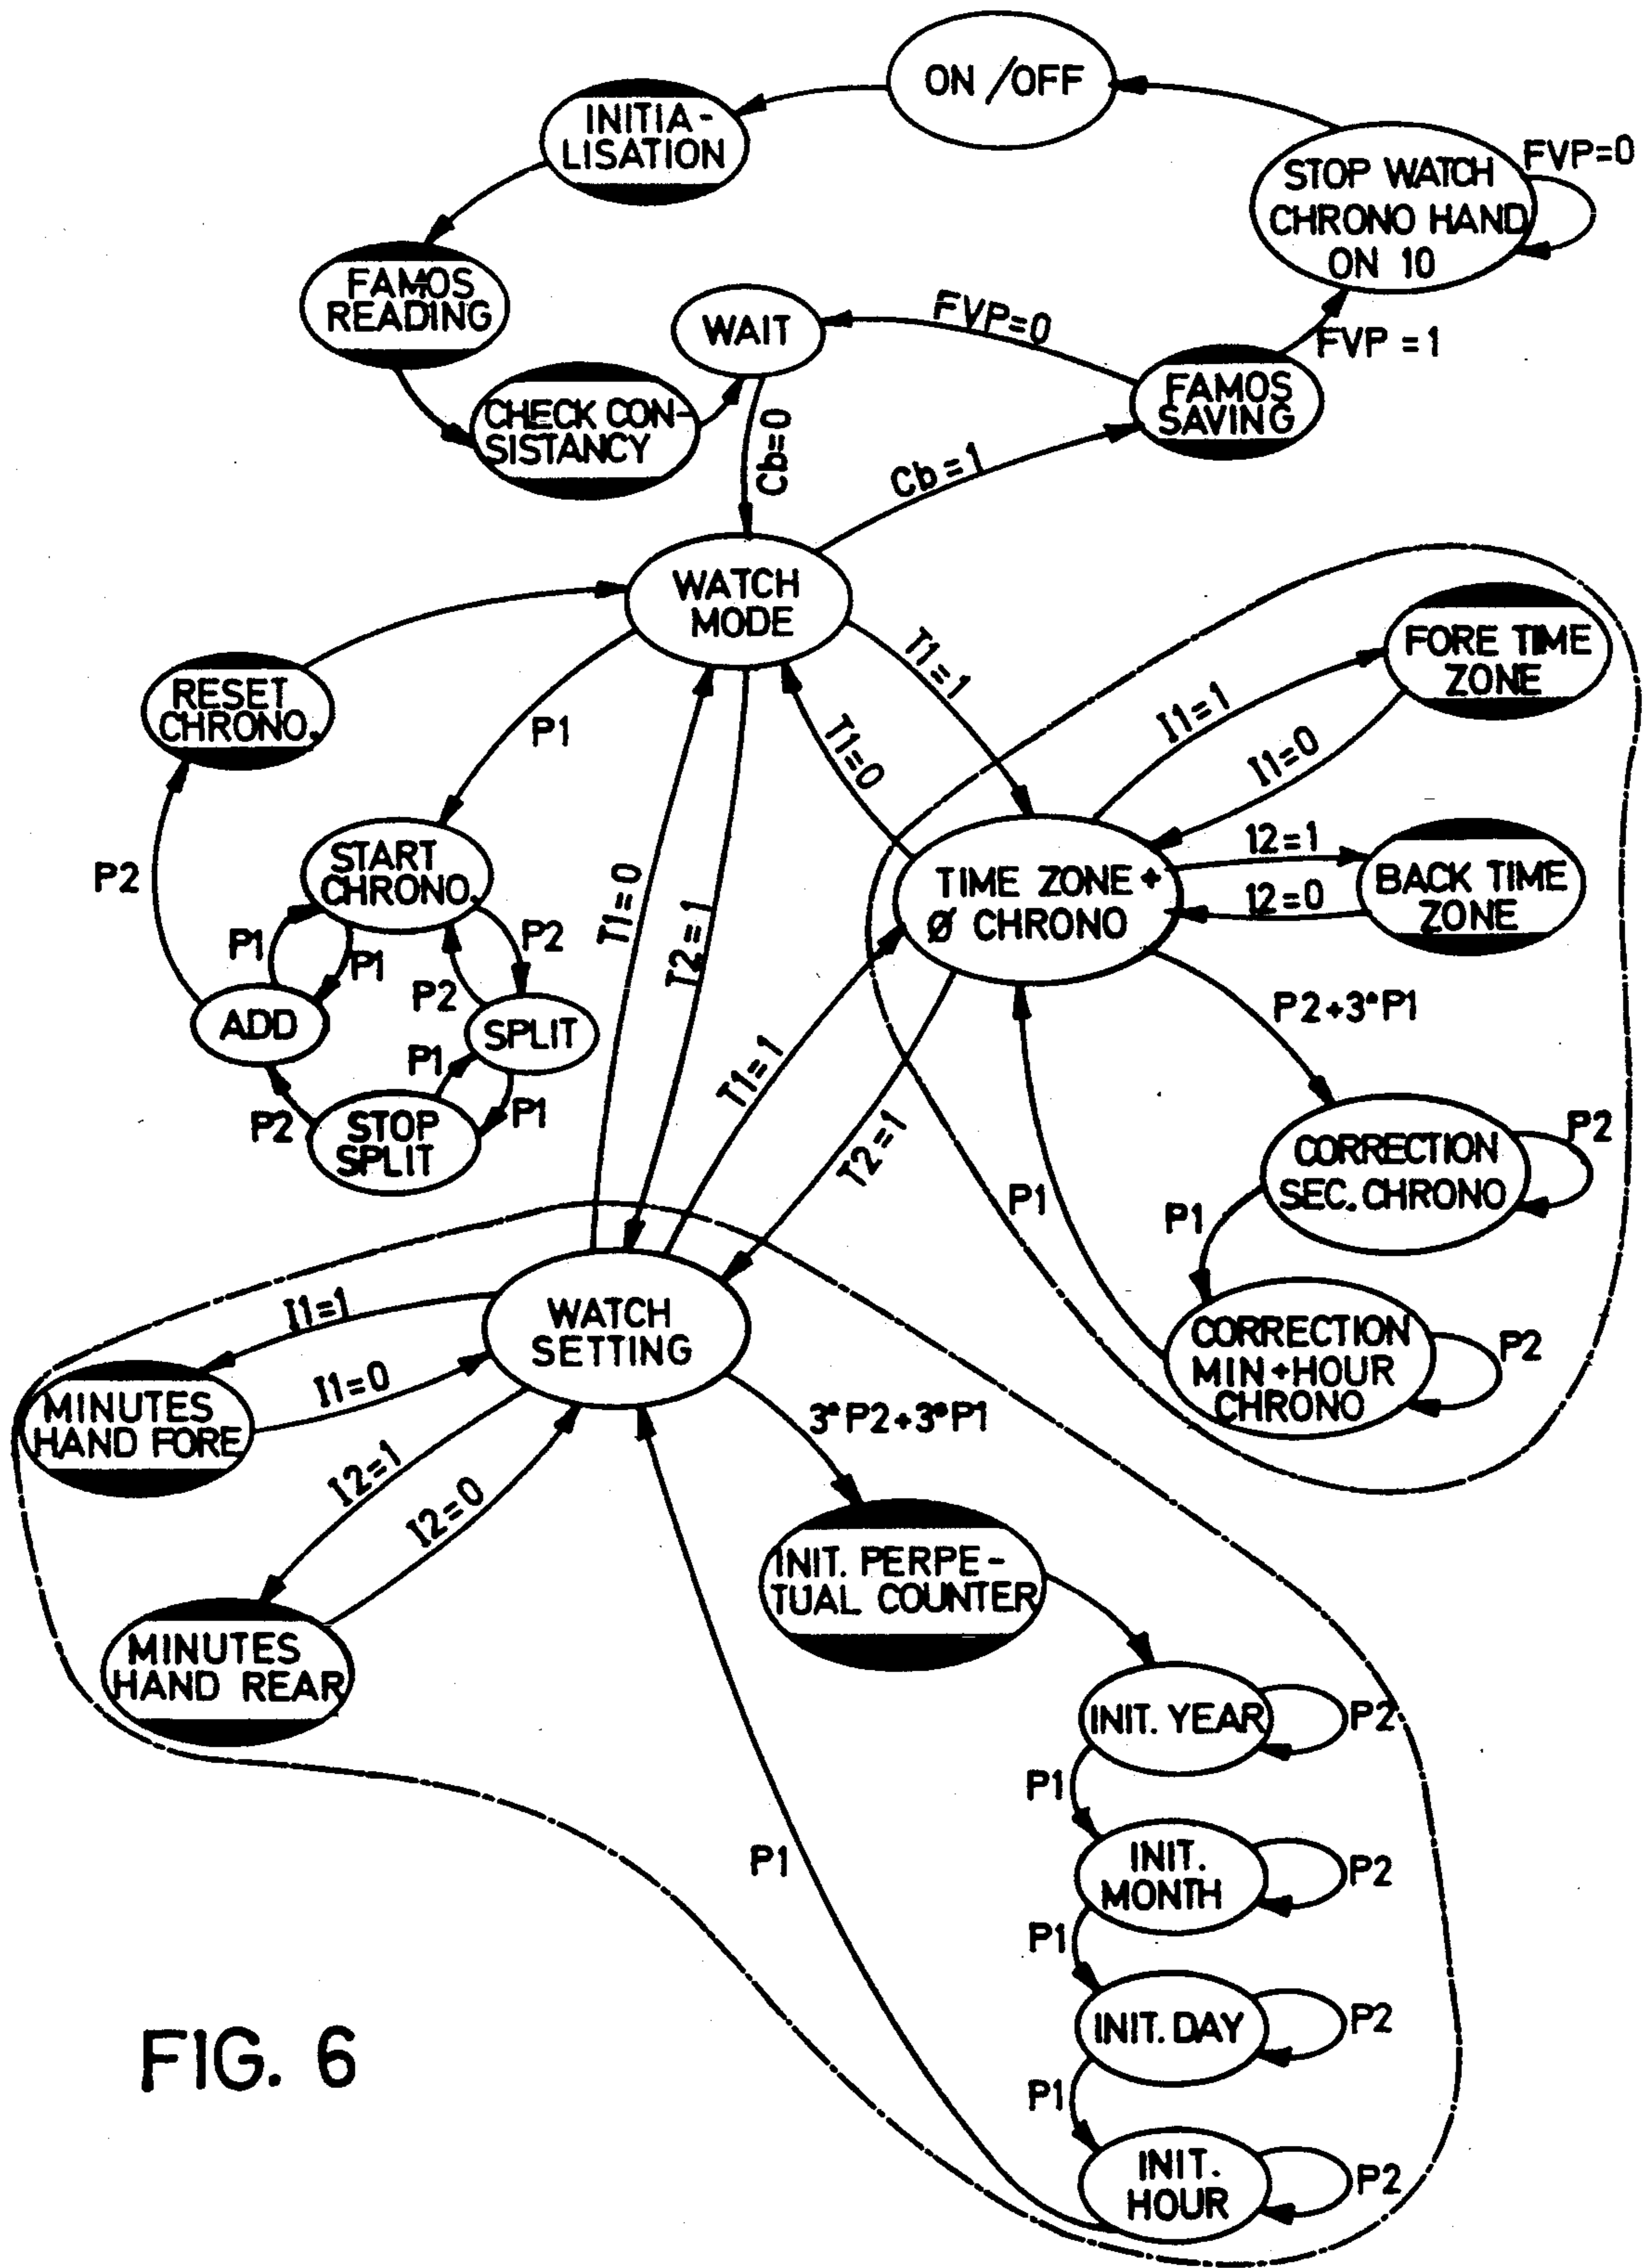 ON /OFF
INITIA-
LISATION
STOP WATCH
CHRONO HAND
ON 10
FVP=0
FAMOS
READING
WAIT
FVP=0
FVP =1
FAMOS
SAVING
CHECK CON-
SISTANCY
Cb=0
Cb=1
WATCH
MODE
T1=1
FORE TIME
ZONE
RESET
CHRONO.
P1
T1=0
I1=1
I1=0
START
CHRONO.
P2
I2=1
I2=0
BACK TIME
ZONE
TIME ZONE +
Ø CHRONO
T1=0
T2=1
P1
P1
P2
P2
ADD
SPLIT
P1
P1
P2
STOP
SPLIT
T1=1
T2=1
P2+3*P1
CORRECTION
SEC. CHRONO
P2
P1
P1
CORRECTION
MIN+HOUR
CHRONO
P2
WATCH
SETTING
I1=1
I1=0
MINUTES
HAND FORE
I2=1
I2=0
3*P2+3*P1
MINUTES
HAND REAR
INIT. PERPE-
TUAL COUNTER
INIT. YEAR
P2
P1
P1
INIT.
MONTH
P2
P1
INIT. DAY
P2
P1
INIT.
HOUR
P2
FIG. 6